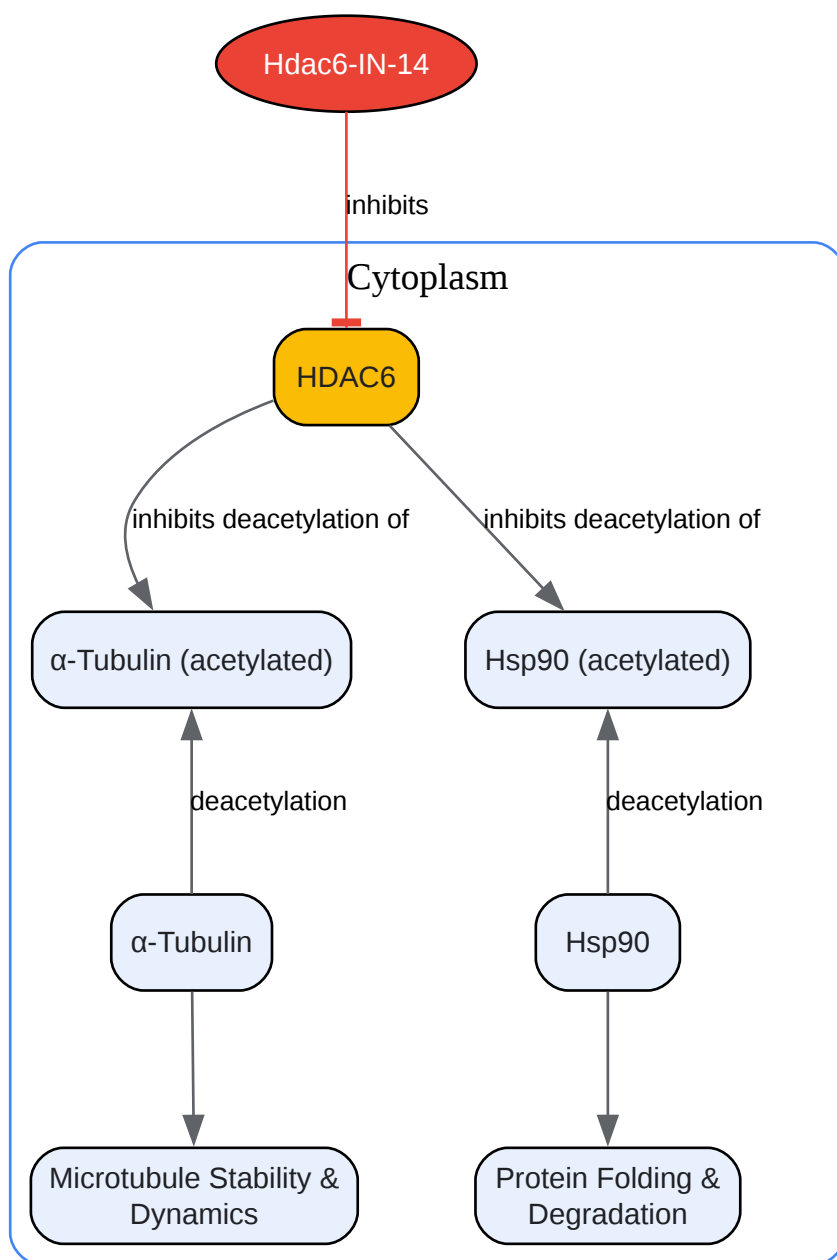 Hdac6-IN-14
inhibits
Cytoplasm
HDAC6
inhibits deacetylation of
inhibits deacetylation of
α-Tubulin (acetylated)
Hsp90 (acetylated)
deacetylation
deacetylation
α-Tubulin
Hsp90
Microtubule Stability &
Dynamics
Protein Folding &
Degradation